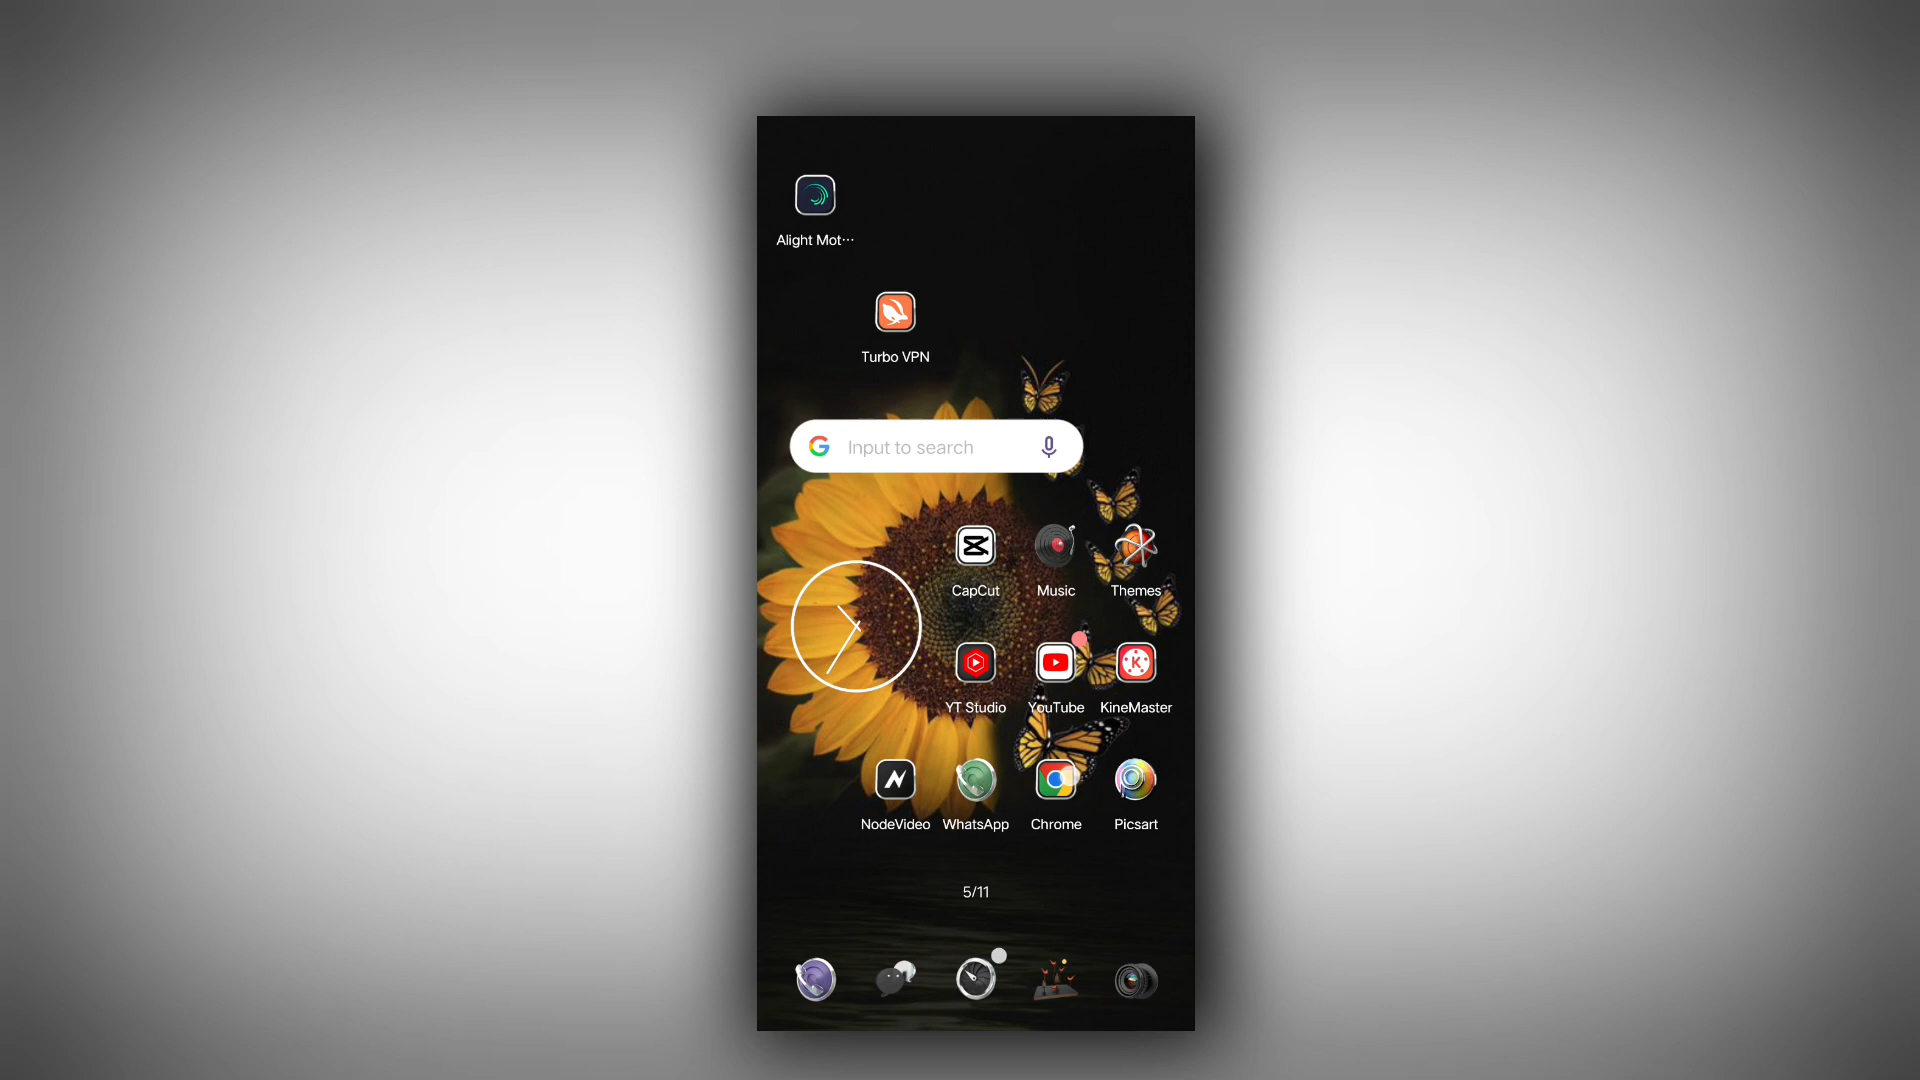 Alight Mot···
Turbo VPN
Input to search
CapCut Music Themes
YT Studio YouTube KineMaster
NodeVideo WhatsApp Chrome Picsart
5/11